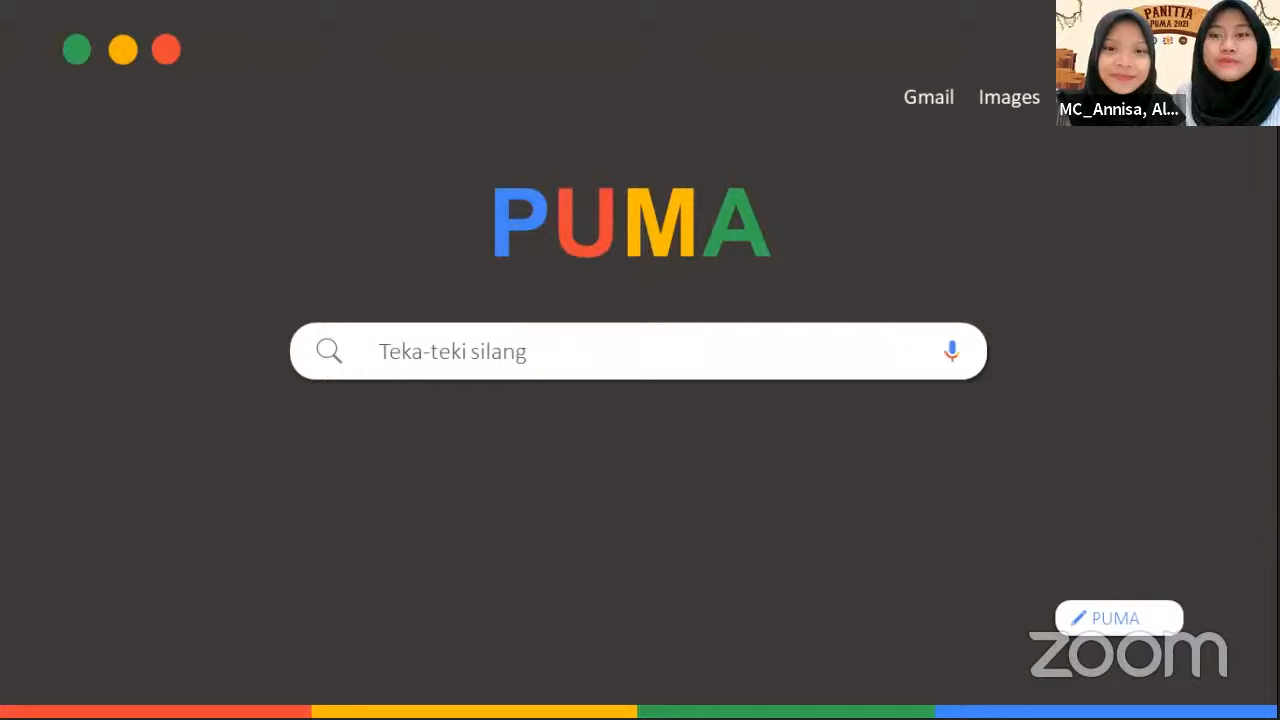 PANITIA
PUMA 2021
Gmail Images
MC_Annisa, Al...
PUMA
Teka-teki silang
PUMA
zoom